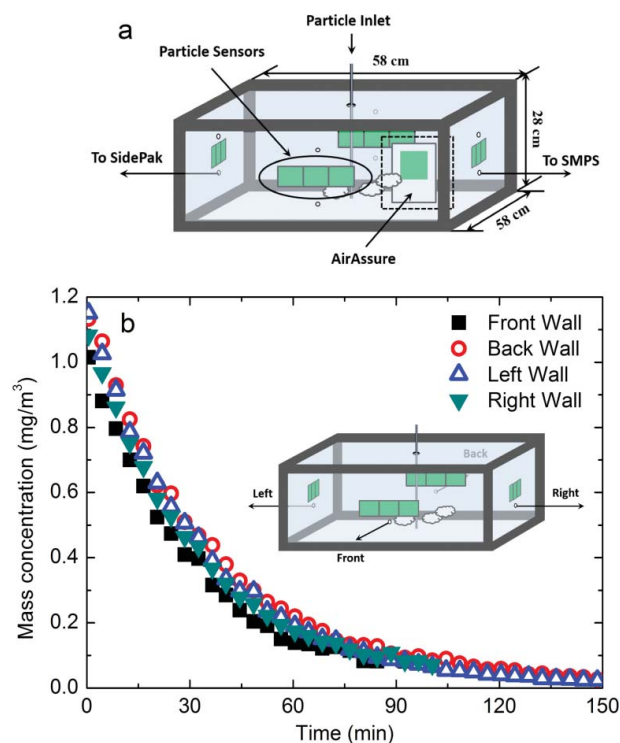 a
Particle Inlet
Particle Sensors
58 cm
28 cm
To SidePak
To SMPS
58 cm
AirAssure
b
Front Wall
Back Wall
Left Wall
Right Wall
Mass concentration (mg/m³)
1.2
1.0
0.8
0.6
0.4
0.2
0.0
Back
Left
Right
Front
0 30 60 90 120 150
Time (min)